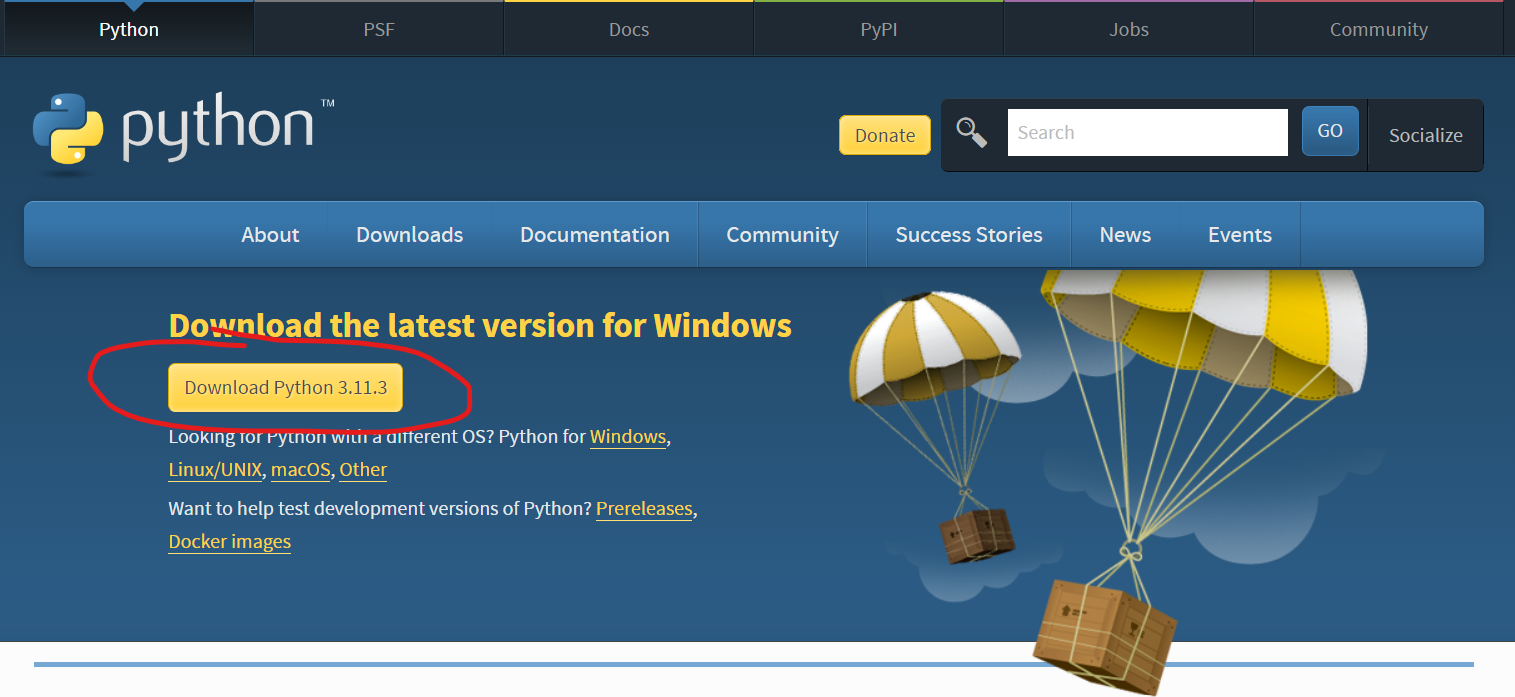 Python PSF Docs PyPI Jobs Community
python™
Donate Search GO Socialize
About Downloads Documentation Community Success Stories News Events
Download the latest version for Windows
Download Python 3.11.3
Looking for Python with a different OS? Python for Windows,
Linux/UNIX, macOS, Other
Want to help test development versions of Python? Prereleases,
Docker images